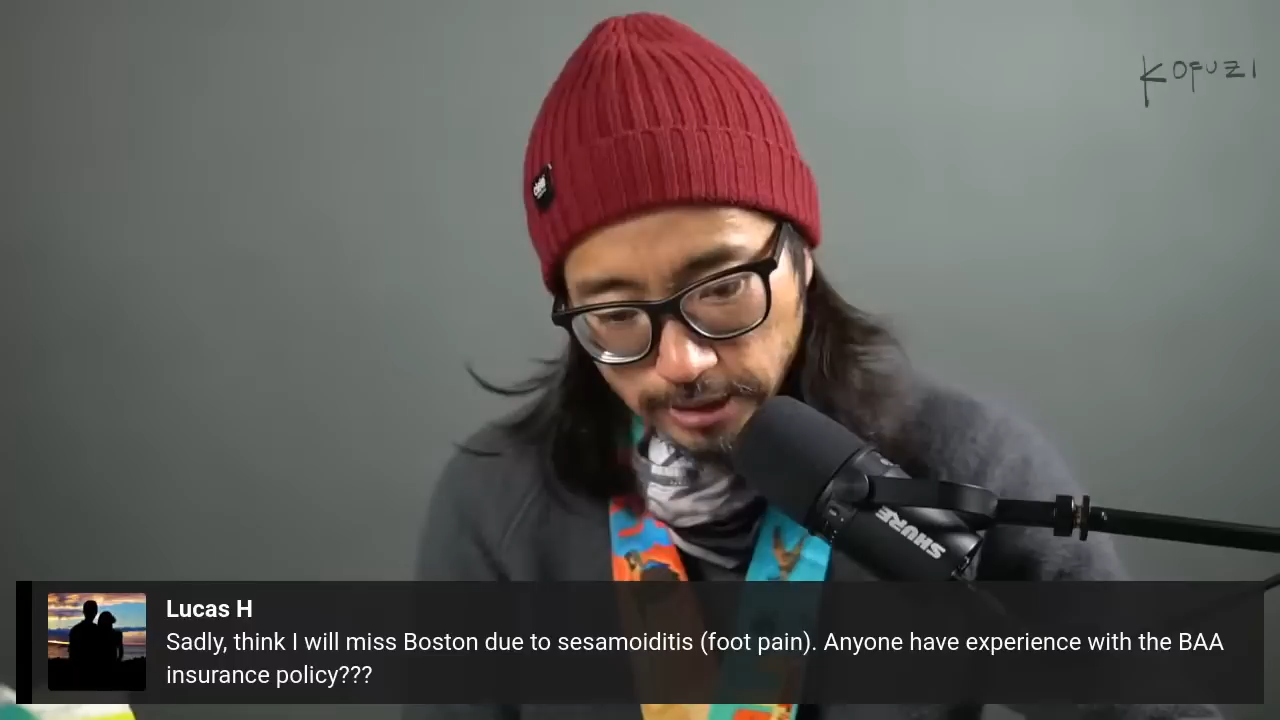 KOFUZI
SHURE
Lucas H
Sadly, think I will miss Boston due to sesamoiditis (foot pain). Anyone have experience with the BAA
insurance policy???